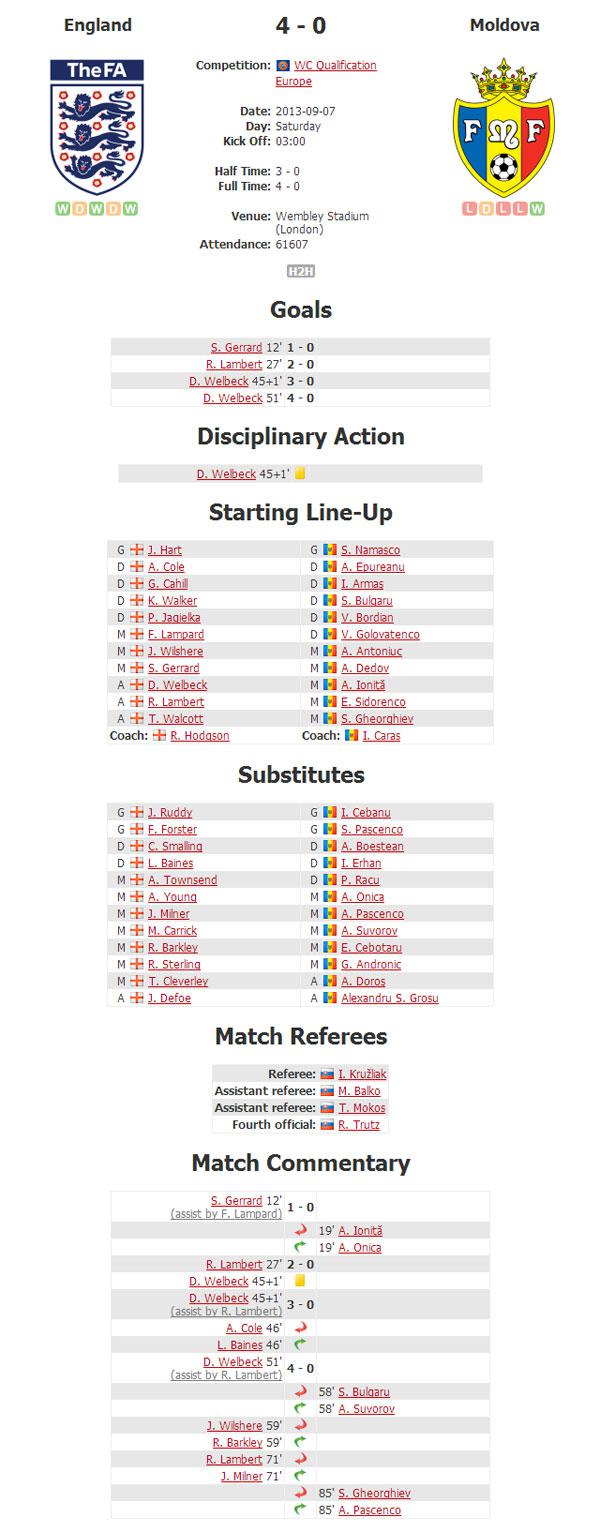 England 4 - 0 Moldova
TheFA
F M F
Competition: WC Qualification
Europe
Date: 2013-09-07
Day: Saturday
Kick Off: 03:00
Half Time: 3 - 0
Full Time: 4 - 0
W D W D W
L D L L W
Venue: Wembley Stadium
(London)
Attendance: 61607
H2H
Goals
S. Gerrard 12' 1 - 0
R. Lambert 27' 2 - 0
D. Welbeck 45+1' 3 - 0
D. Welbeck 51' 4 - 0
Disciplinary Action
D. Welbeck 45+1'
Starting Line-Up
G J. Hart G S. Namasco
D A. Cole D A. Epureanu
D G. Cahill D I. Armas
D K. Walker D S. Bulgaru
D P. Jagielka D V. Bordian
M F. Lampard D V. Golovatenco
M J. Wilshere M A. Antoniuc
M S. Gerrard M A. Dedov
A D. Welbeck M A. Ioniţă
A R. Lambert M E. Sidorenco
A T. Walcott M S. Gheorghiev
Coach: R. Hodgson Coach: I. Caras
Substitutes
G J. Ruddy G I. Cebanu
G F. Forster G S. Pascenco
D C. Smalling D A. Boestean
D L. Baines D I. Erhan
M A. Townsend D P. Racu
M A. Young M A. Onica
M J. Milner M A. Pascenco
M M. Carrick M A. Suvorov
M R. Barkley M E. Cebotaru
M R. Sterling M G. Andronic
M T. Cleverley A A. Doros
A J. Defoe A Alexandru S. Grosu
Match Referees
Referee: I. Kružliak
Assistant referee: M. Balko
Assistant referee: T. Mokos
Fourth official: R. Trutz
Match Commentary
S. Gerrard 12' 1 - 0
(assist by F. Lampard)
19' A. Ioniţă
19' A. Onica
R. Lambert 27' 2 - 0
D. Welbeck 45+1'
D. Welbeck 45+1' 3 - 0
(assist by R. Lambert)
A. Cole 46'
L. Baines 46'
D. Welbeck 51' 4 - 0
(assist by R. Lambert)
58' S. Bulgaru
58' A. Suvorov
J. Wilshere 59'
R. Barkley 59'
R. Lambert 71'
J. Milner 71'
85' S. Gheorghiev
85' A. Pascenco